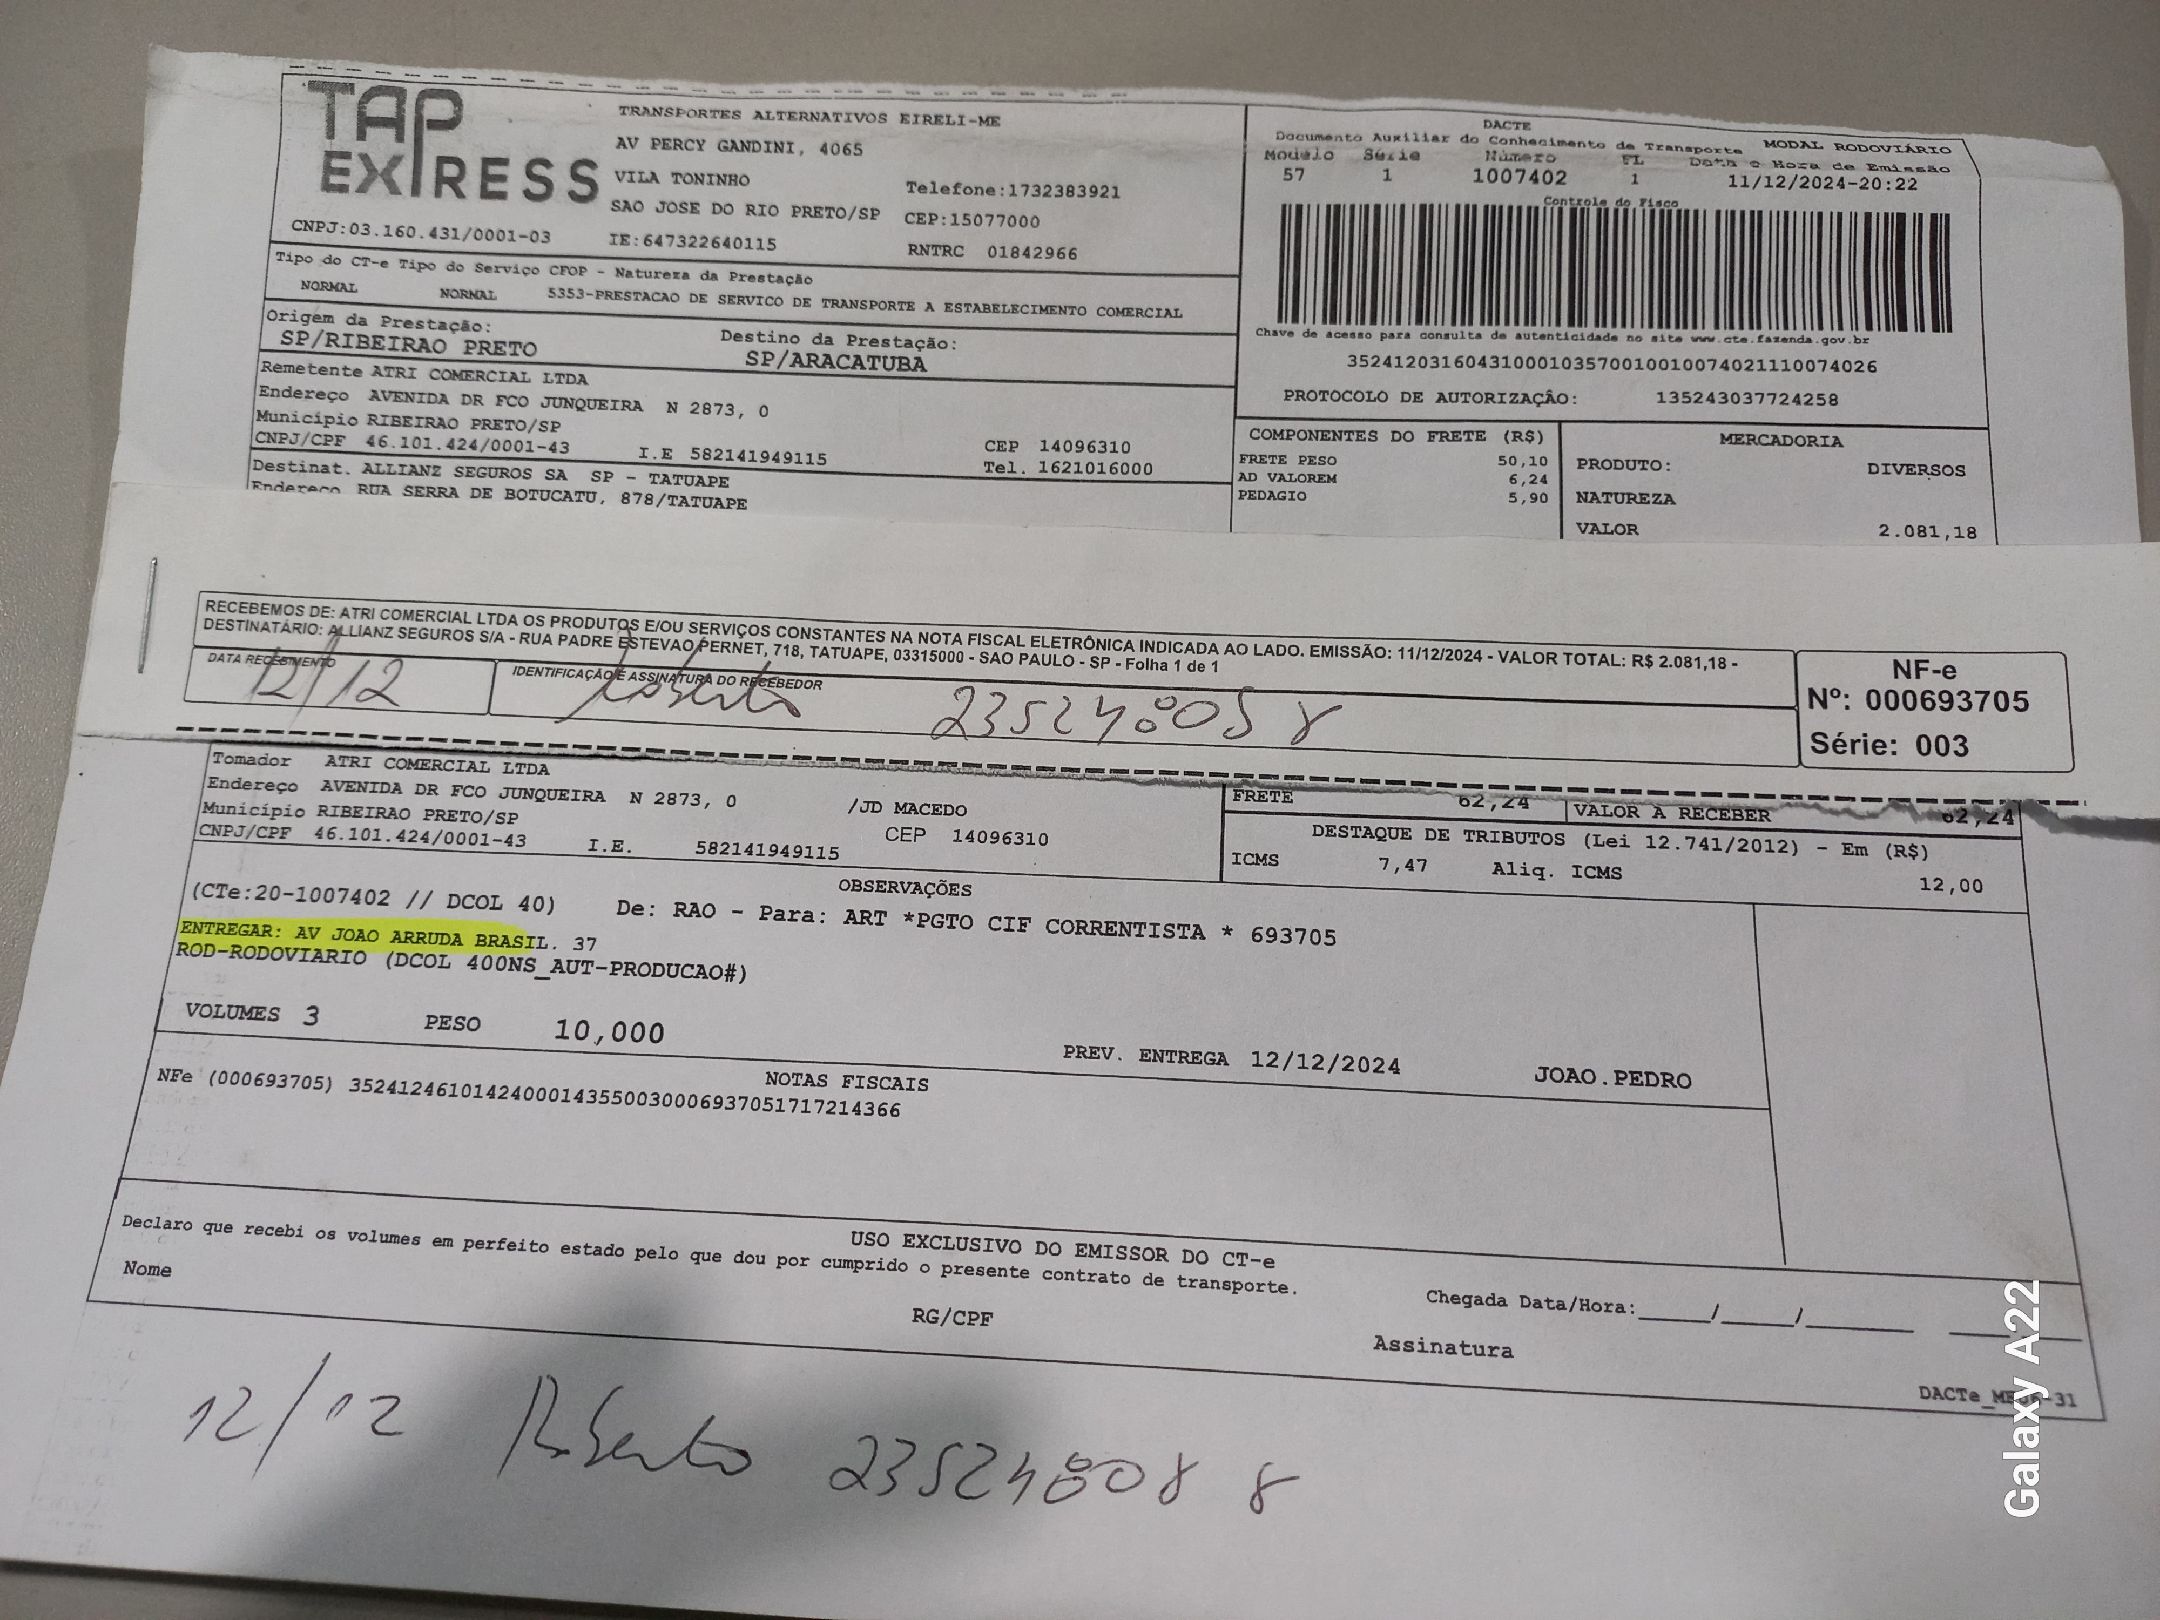 TAP EXPRESS
TRANSPORTES ALTERNATIVOS EIRELI-ME
AV PERCY GANDINI, 4065
VILA TONINHO
SAO JOSE DO RIO PRETO/SP
Telefone:1732383921
CEP:15077000
CNPJ:03.160.431/0001-03 IE:647322640115 RNTRC 01842966
DACTE
Documento Auxiliar do Conhecimento de Transporte MODAL RODOVIÁRIO
Modelo Série Número FL Data e Hora de Emissão
57 1 1007402 1 11/12/2024-20:22
Controle do Fisco
Chave de acesso para consulta de autenticidade no site www.cte.fazenda.gov.br
35241203160431000103570010010074021110074026
PROTOCOLO DE AUTORIZAÇÃO: 135243037724258
Tipo do CT-e Tipo do Serviço CFOP - Natureza da Prestação
NORMAL NORMAL 5353-PRESTACAO DE SERVICO DE TRANSPORTE A ESTABELECIMENTO COMERCIAL
Origem da Prestação: Destino da Prestação:
SP/RIBEIRAO PRETO SP/ARACATUBA
Remetente ATRI COMERCIAL LTDA
Endereço AVENIDA DR FCO JUNQUEIRA N 2873, 0
Município RIBEIRAO PRETO/SP CEP 14096310
CNPJ/CPF 46.101.424/0001-43 I.E 582141949115 Tel. 1621016000
Destinat. ALLIANZ SEGUROS SA SP - TATUAPE
Endereço RUA SERRA DE BOTUCATU, 878/TATUAPE
COMPONENTES DO FRETE (R$)
FRETE PESO 50,10
AD VALOREM 6,24
PEDAGIO 5,90
MERCADORIA
PRODUTO: DIVERSOS
NATUREZA
VALOR 2.081,18
RECEBEMOS DE: ATRI COMERCIAL LTDA OS PRODUTOS E/OU SERVIÇOS CONSTANTES NA NOTA FISCAL ELETRÔNICA INDICADA AO LADO. EMISSÃO: 11/12/2024 - VALOR TOTAL: R$ 2.081,18 -
DESTINATÁRIO: ALLIANZ SEGUROS S/A - RUA PADRE ESTEVAO PERNET, 718, TATUAPE, 03315000 - SAO PAULO - SP - Folha 1 de 1
DATA RECEBIMENTO IDENTIFICAÇÃO E ASSINATURA DO RECEBEDOR
12/12 Roberto
NF-e
Nº: 000693705
Série: 003
Tomador ATRI COMERCIAL LTDA
Endereço AVENIDA DR FCO JUNQUEIRA N 2873, 0 /JD MACEDO
Município RIBEIRAO PRETO/SP CEP 14096310
CNPJ/CPF 46.101.424/0001-43 I.E. 582141949115
FRETE 62,24 VALOR A RECEBER 62,24
DESTAQUE DE TRIBUTOS (Lei 12.741/2012) - Em (R$)
ICMS 7,47 Aliq. ICMS 12,00
OBSERVAÇÕES
(CTe:20-1007402 // DCOL 40) De: RAO - Para: ART *PGTO CIF CORRENTISTA * 693705
ENTREGAR: AV JOAO ARRUDA BRASIL. 37
ROD-RODOVIARIO (DCOL 400NS_AUT-PRODUCAO#)
VOLUMES 3 PESO 10,000 PREV. ENTREGA 12/12/2024 JOAO.PEDRO
NOTAS FISCAIS
NFe (000693705) 35241246101424000143550030006937051717214366
USO EXCLUSIVO DO EMISSOR DO CT-e
Declaro que recebi os volumes em perfeito estado pelo que dou por cumprido o presente contrato de transporte.
Nome RG/CPF Assinatura
Chegada Data/Hora:_____/_____/_______
12/12 Roberto
Galaxy A22